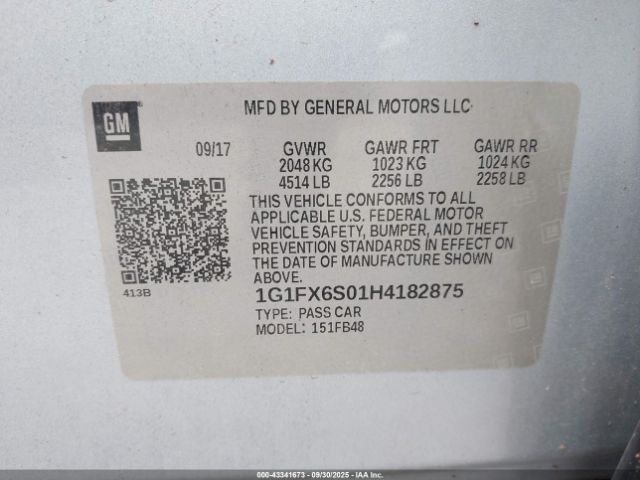 GM
MFD BY GENERAL MOTORS LLC
09/17 GVWR GAWR FRT GAWR RR
2048 KG 1023 KG 1024 KG
4514 LB 2256 LB 2258 LB
THIS VEHICLE CONFORMS TO ALL
APPLICABLE U.S. FEDERAL MOTOR
VEHICLE SAFETY, BUMPER, AND THEFT
PREVENTION STANDARDS IN EFFECT ON
THE DATE OF MANUFACTURE SHOWN
ABOVE.
413B
1G1FX6S01H4182875
TYPE: PASS CAR
MODEL: 151FB48
000-43341673 - 09/30/2025 - IAAI.COM